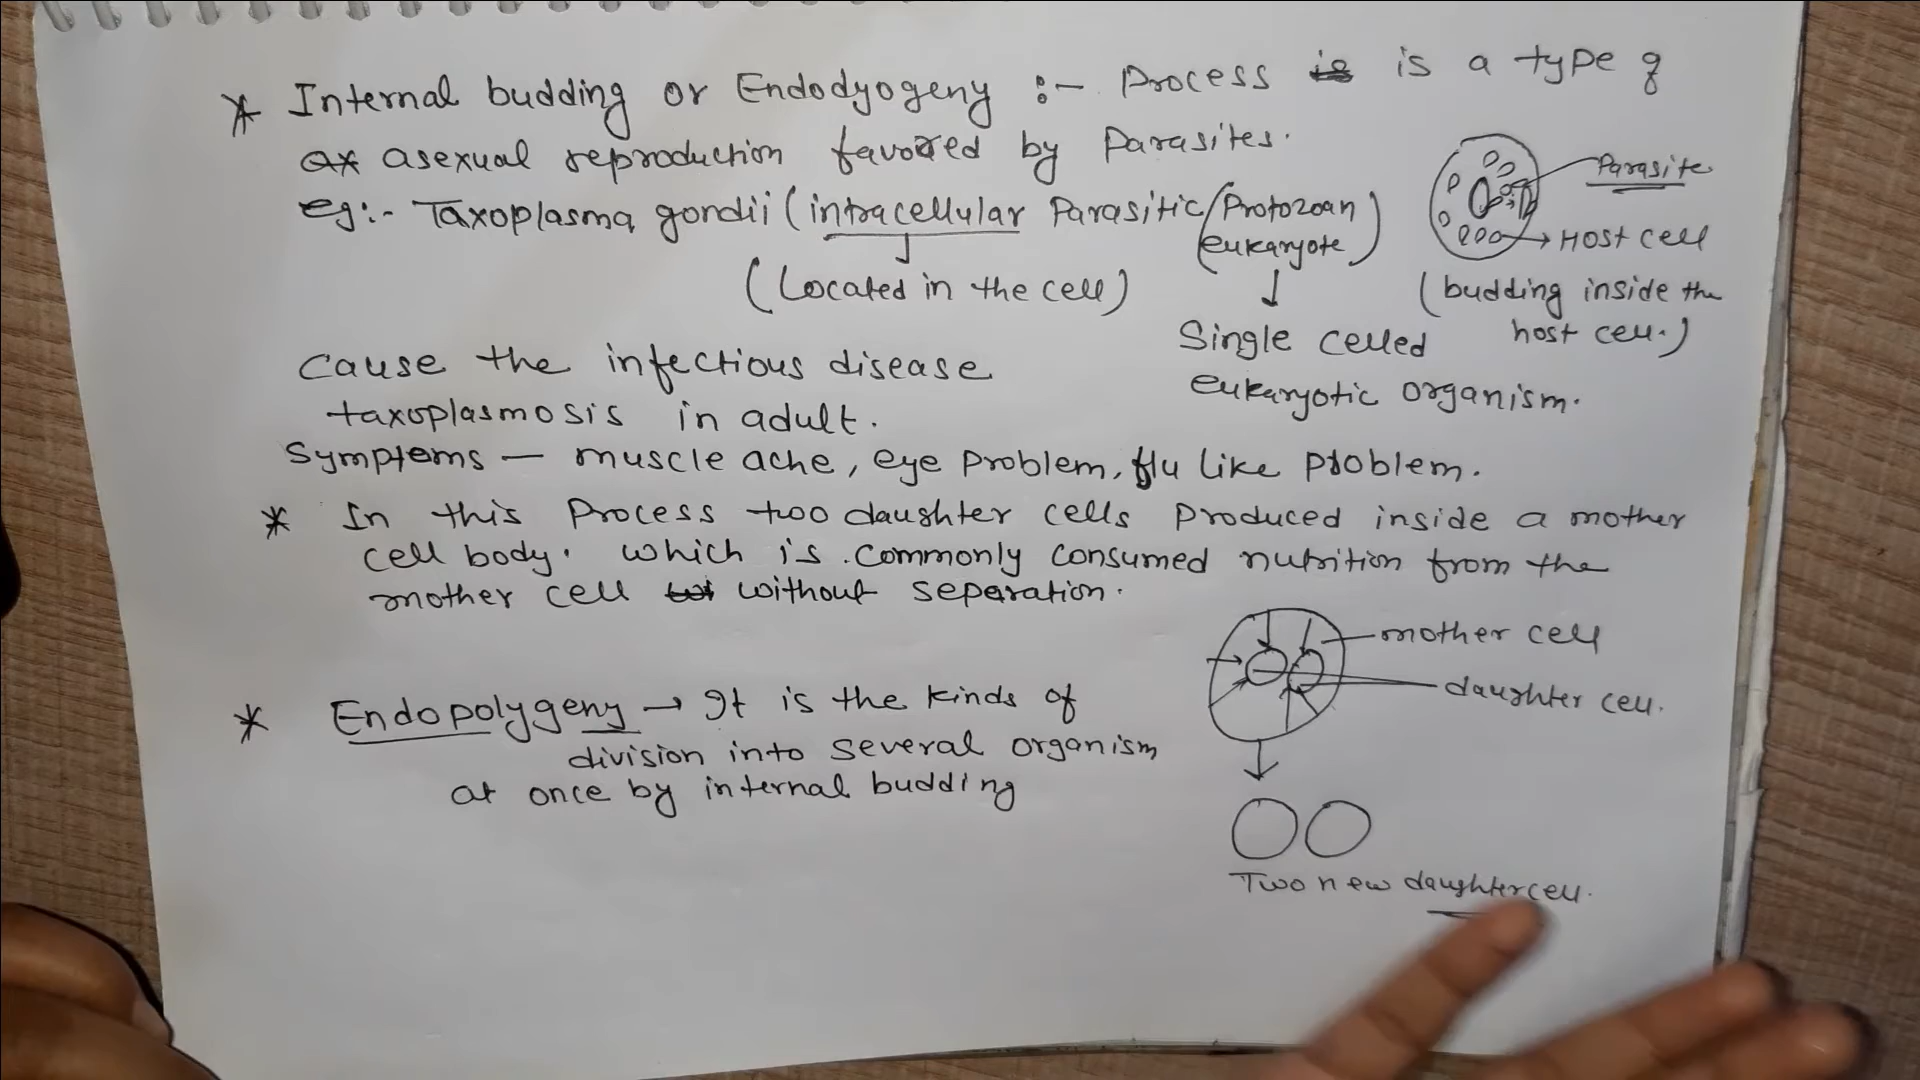 * Internal budding or Endodyogeny :- Process is is a type of
ax asexual reproduction favored by Parasites.
eg:- Taxoplasma gondii (intracellular Parasitic/Protozoan
eukaryote)
(Located in the cell)
Single celled
eukaryotic organism.
Parasite
Host cell
(budding inside the
host cell.)
Cause the infectious disease
taxoplasmosis in adult.
Symptems — muscle ache, eye problem, flu like problem.
* In this Process two daughter cells produced inside a mother
cell body. which is commonly consumed nutrition from the
mother cell without separation.
mother cell
daughter cell.
Two new daughter cell.
* Endopolygeny → It is the kinds of
division into several organism
at once by internal budding